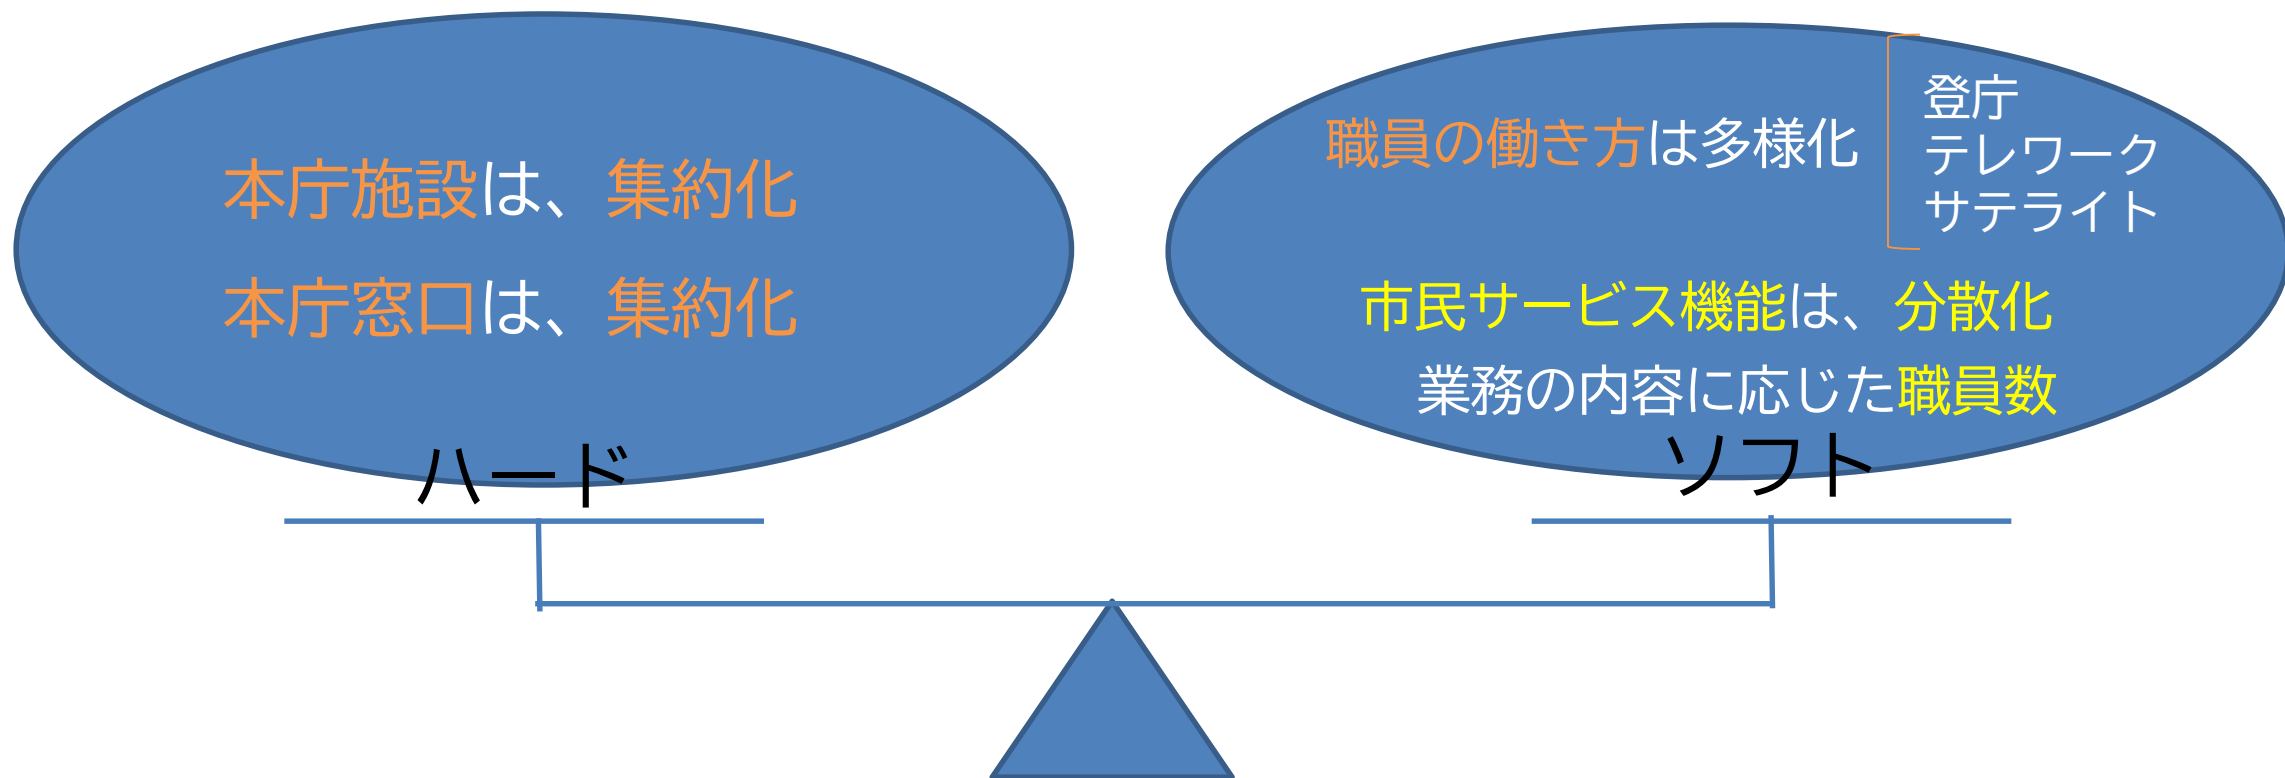 本庁施設は、集約化
本庁窓口は、集約化
ハード
職員の働き方は多様化
登庁
テレワーク
サテライト
市民サービス機能は、分散化
業務の内容に応じた職員数
ソフト